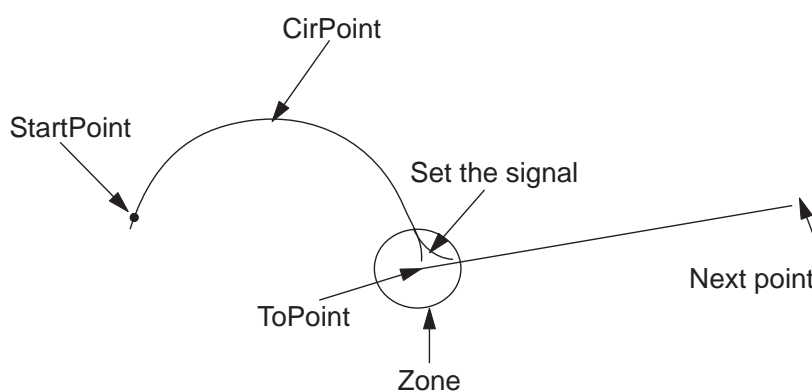 CirPoint
StartPoint
Set the signal
Next point
ToPoint
Zone